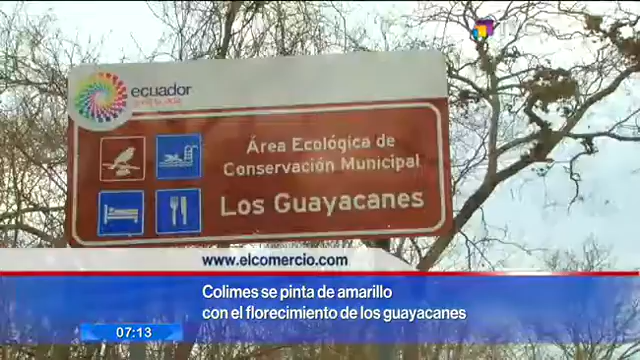 ecuador
Área Ecológica de
Conservación Municipal
Los Guayacanes
www.elcomercio.com
Colimes se pinta de amarillo
con el florecimiento de los guayacanes
07:13